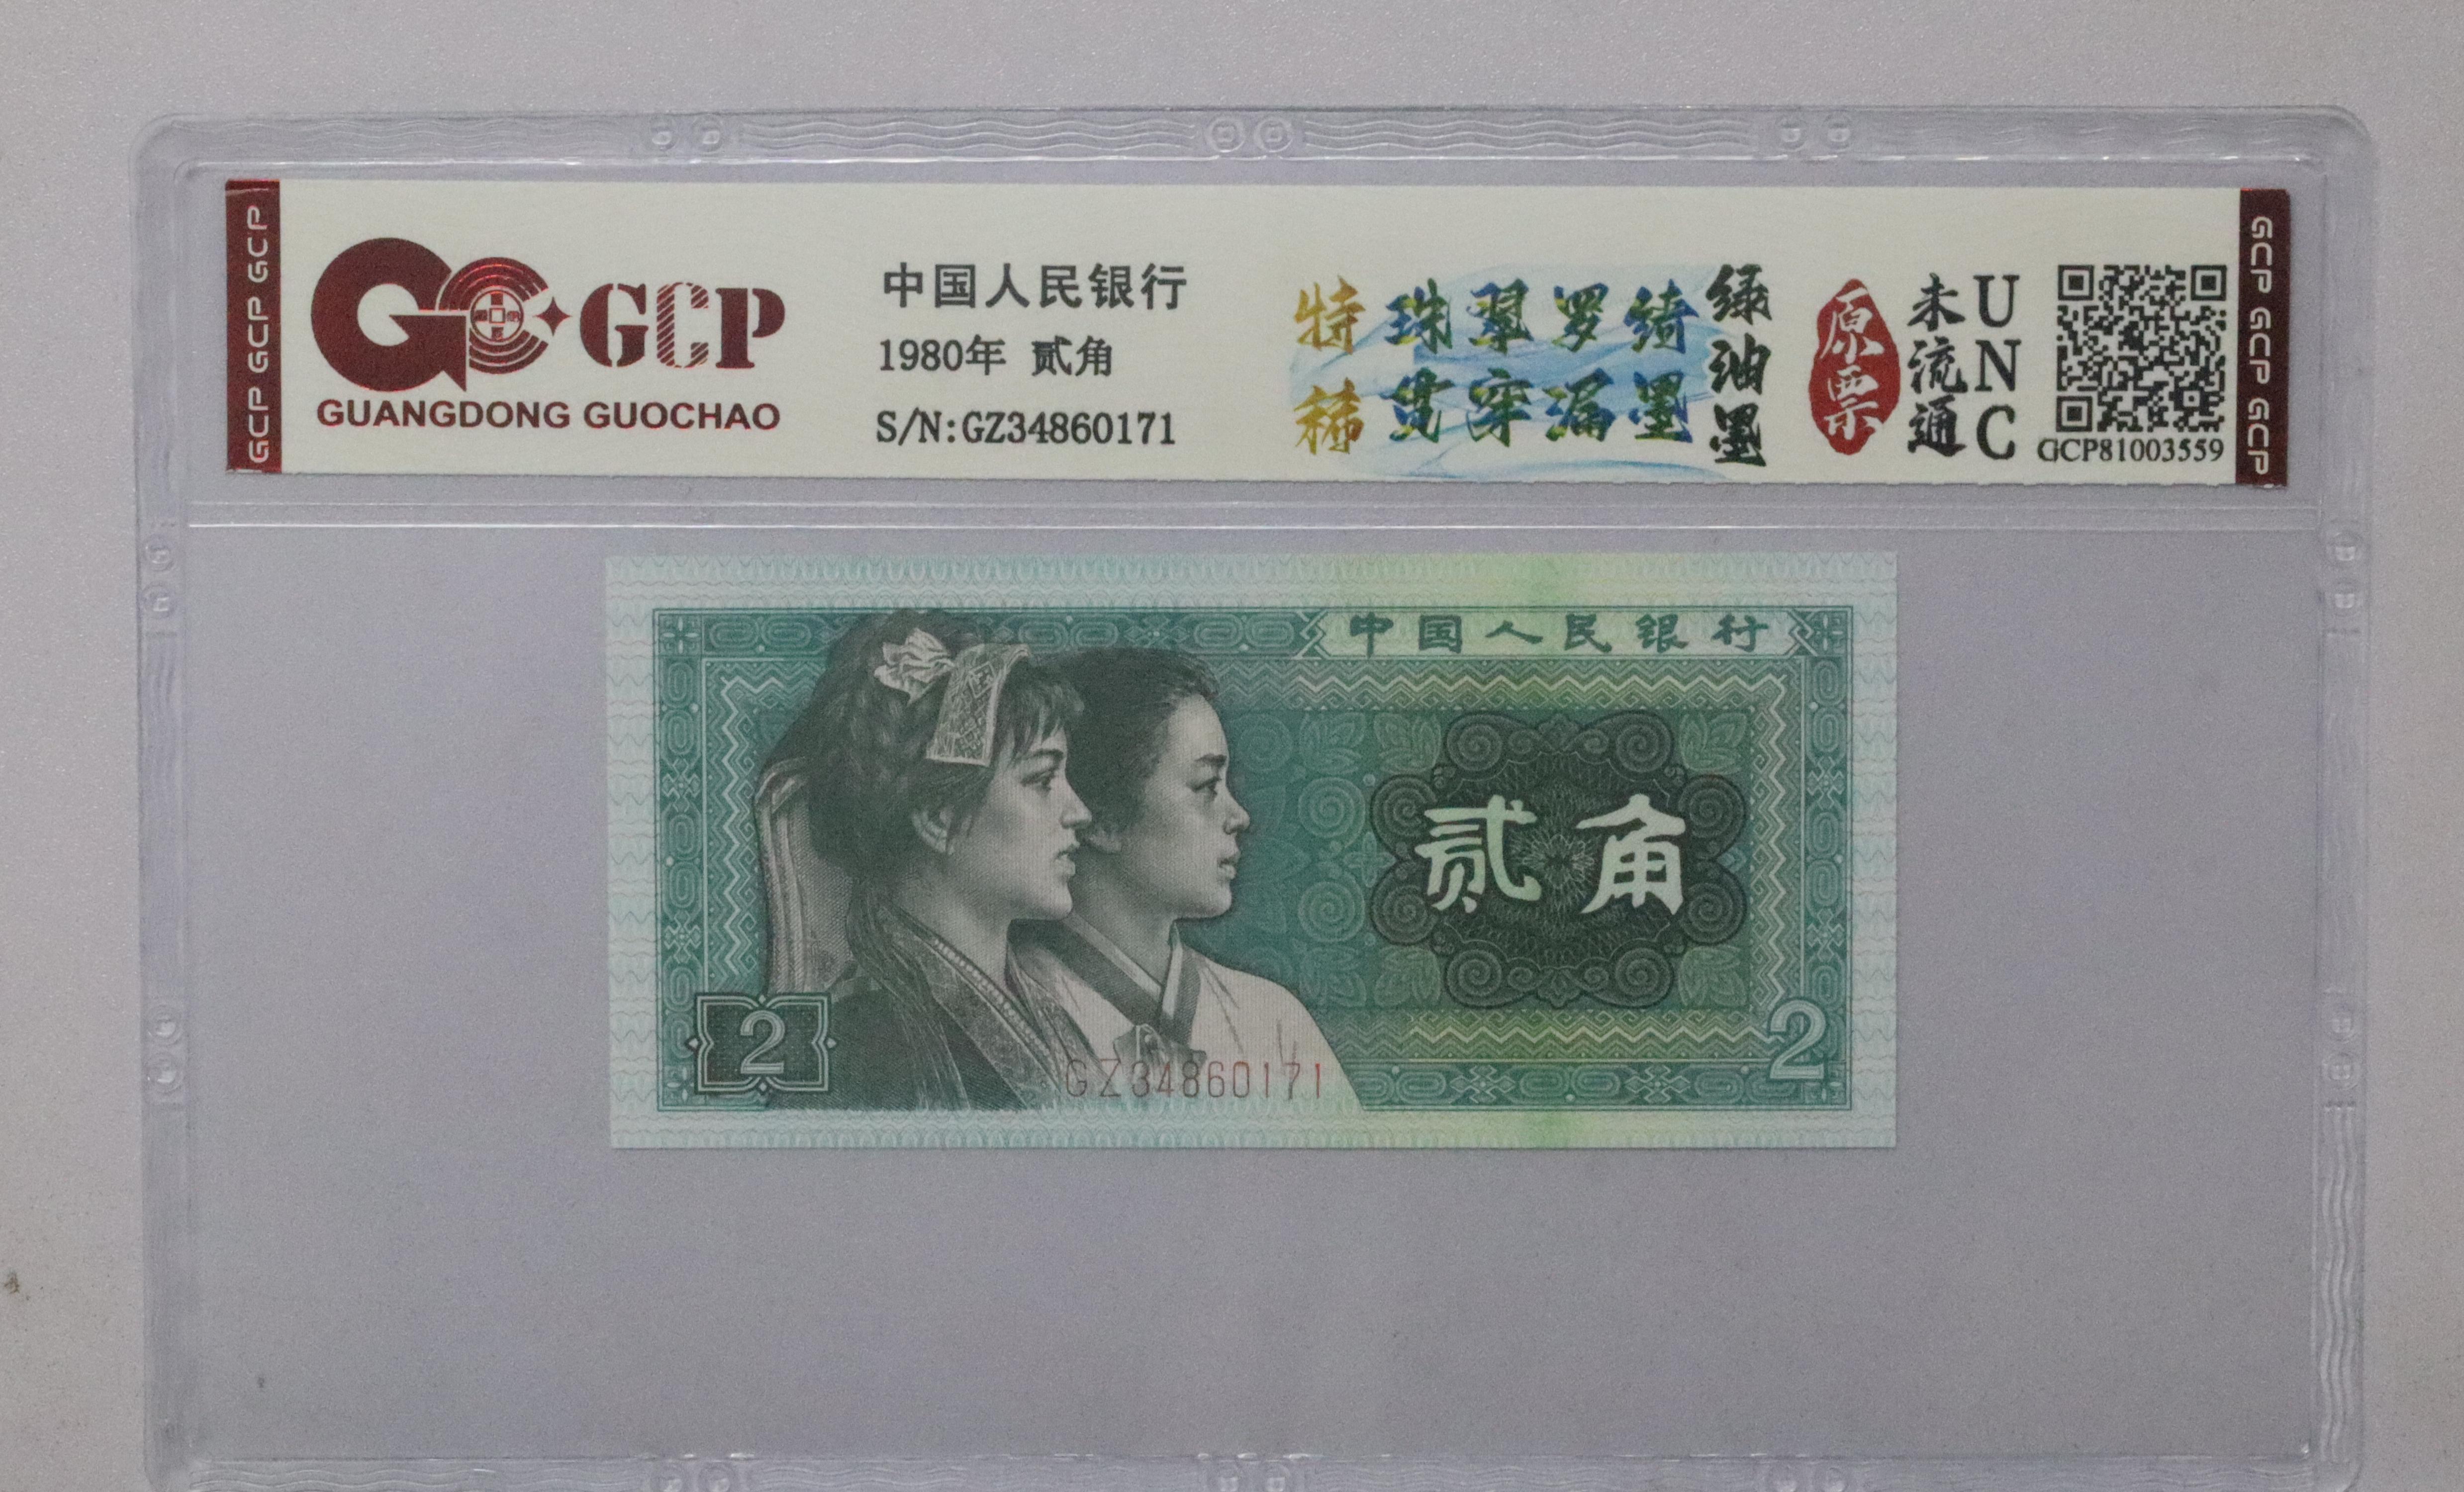 GCP GCP GCP
GCP
GUANGDONG GUOCHAO
中国人民银行
1980年 贰角
S/N:GZ34860171
特稀
珠翠罗绮
贯穿漏墨
绿油墨
原票
未流通
UNC
GCP81003559
GCP GCP GCP
中国人民银行
贰角
2
GZ34860171
2